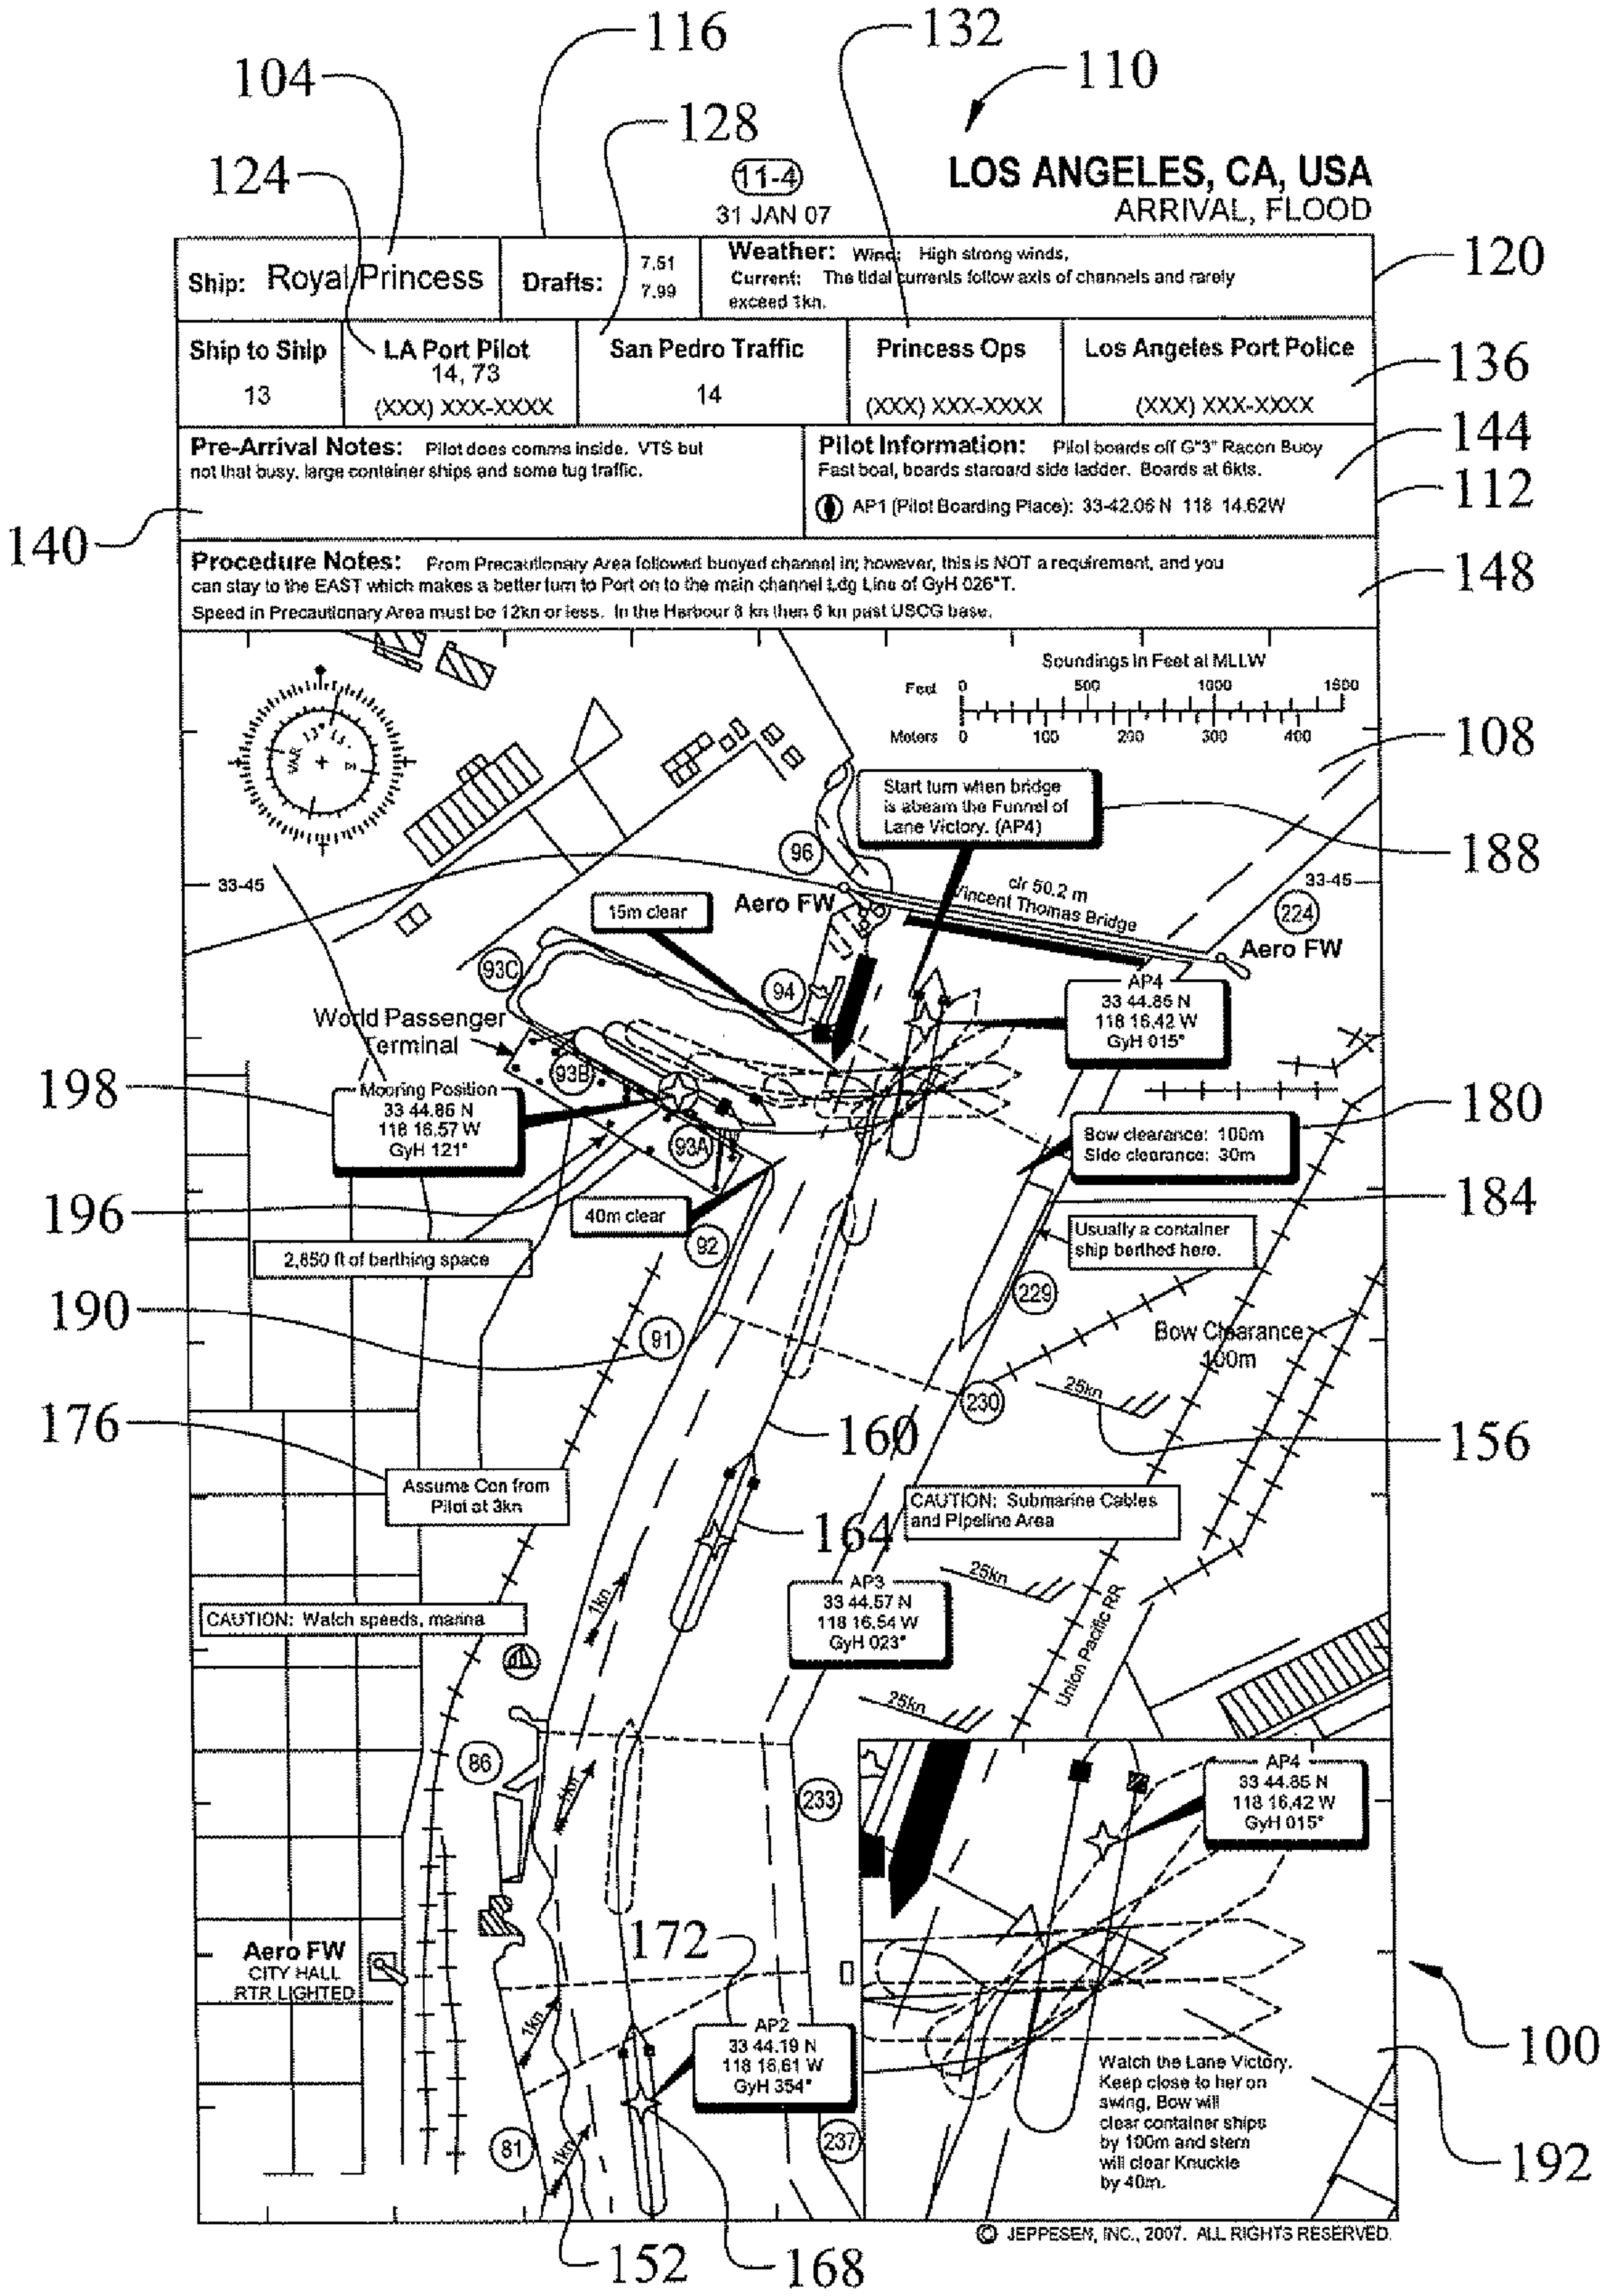 116
132
104
110
128
124
11-4
31 JAN 07
LOS ANGELES, CA, USA
ARRIVAL, FLOOD
Ship: Royal Princess
Drafts: 7.51
7.99
Weather: Wind: High strong winds,
Current: The tidal currents follow axis of channels and rarely
exceed 1kn.
120
Ship to Ship
13
LA Port Pilot
14, 73
(XXX) XXX-XXXX
San Pedro Traffic
14
Princess Ops
(XXX) XXX-XXXX
Los Angeles Port Police
(XXX) XXX-XXXX
136
Pre-Arrival Notes: Pilot does comms inside. VTS but
not that busy, large container ships and some tug traffic.
Pilot Information: Pilot boards off G"3" Racon Buoy
Fast boat, boards staroard side ladder. Boards at 6kts.
AP1 (Pilot Boarding Place): 33-42.06 N 118 14.62W
144
112
140
Procedure Notes: From Precautionary Area followed buoyed channel in; however, this is NOT a requirement, and you
can stay to the EAST which makes a better turn to Port on to the main channel Ldg Line of GyH 026°T.
Speed in Precautionary Area must be 12kn or less. In the Harbour 8 kn then 6 kn past USCG base.
148
Soundings in Feet at MLLW
Feet 0 500 1000 1500
Meters 0 100 200 300 400
108
VAR 13°
Start turn when bridge
is abeam the Funnel of
Lane Victory. (AP4)
188
96
33-45
33-45
clr 50.2 m
Vincent Thomas Bridge
224
Aero FW
Aero FW
15m clear
93C
94
AP4
33 44.85 N
118 16.42 W
GyH 015°
World Passenger
Terminal
93B
198
Mooring Position
33 44.86 N
118 16.57 W
GyH 121°
93A
Bow clearance: 100m
Side clearance: 30m
180
184
196
40m clear
92
Usually a container
ship berthed here.
2,850 ft of berthing space
229
190
91
Bow Clearance
100m
230
25kn
176
160
156
Assume Con from
Pilot at 3kn
CAUTION: Submarine Cables
and Pipeline Area
164
25kn
AP3
33 44.57 N
118 16.54 W
GyH 023°
1kn
CAUTION: Watch speeds, marina
Union Pacific RR
25kn
86
1kn
233
AP4
33 44.85 N
118 16.42 W
GyH 015°
172
Aero FW
CITY HALL
RTR LIGHTED
1kn
AP2
33 44.19 N
118 16.61 W
GyH 354°
100
Watch the Lane Victory.
Keep close to her on
swing, Bow will
clear container ships
by 100m and stern
will clear Knuckle
by 40m.
81
1kn
237
192
© JEPPESEN, INC., 2007. ALL RIGHTS RESERVED.
152
168